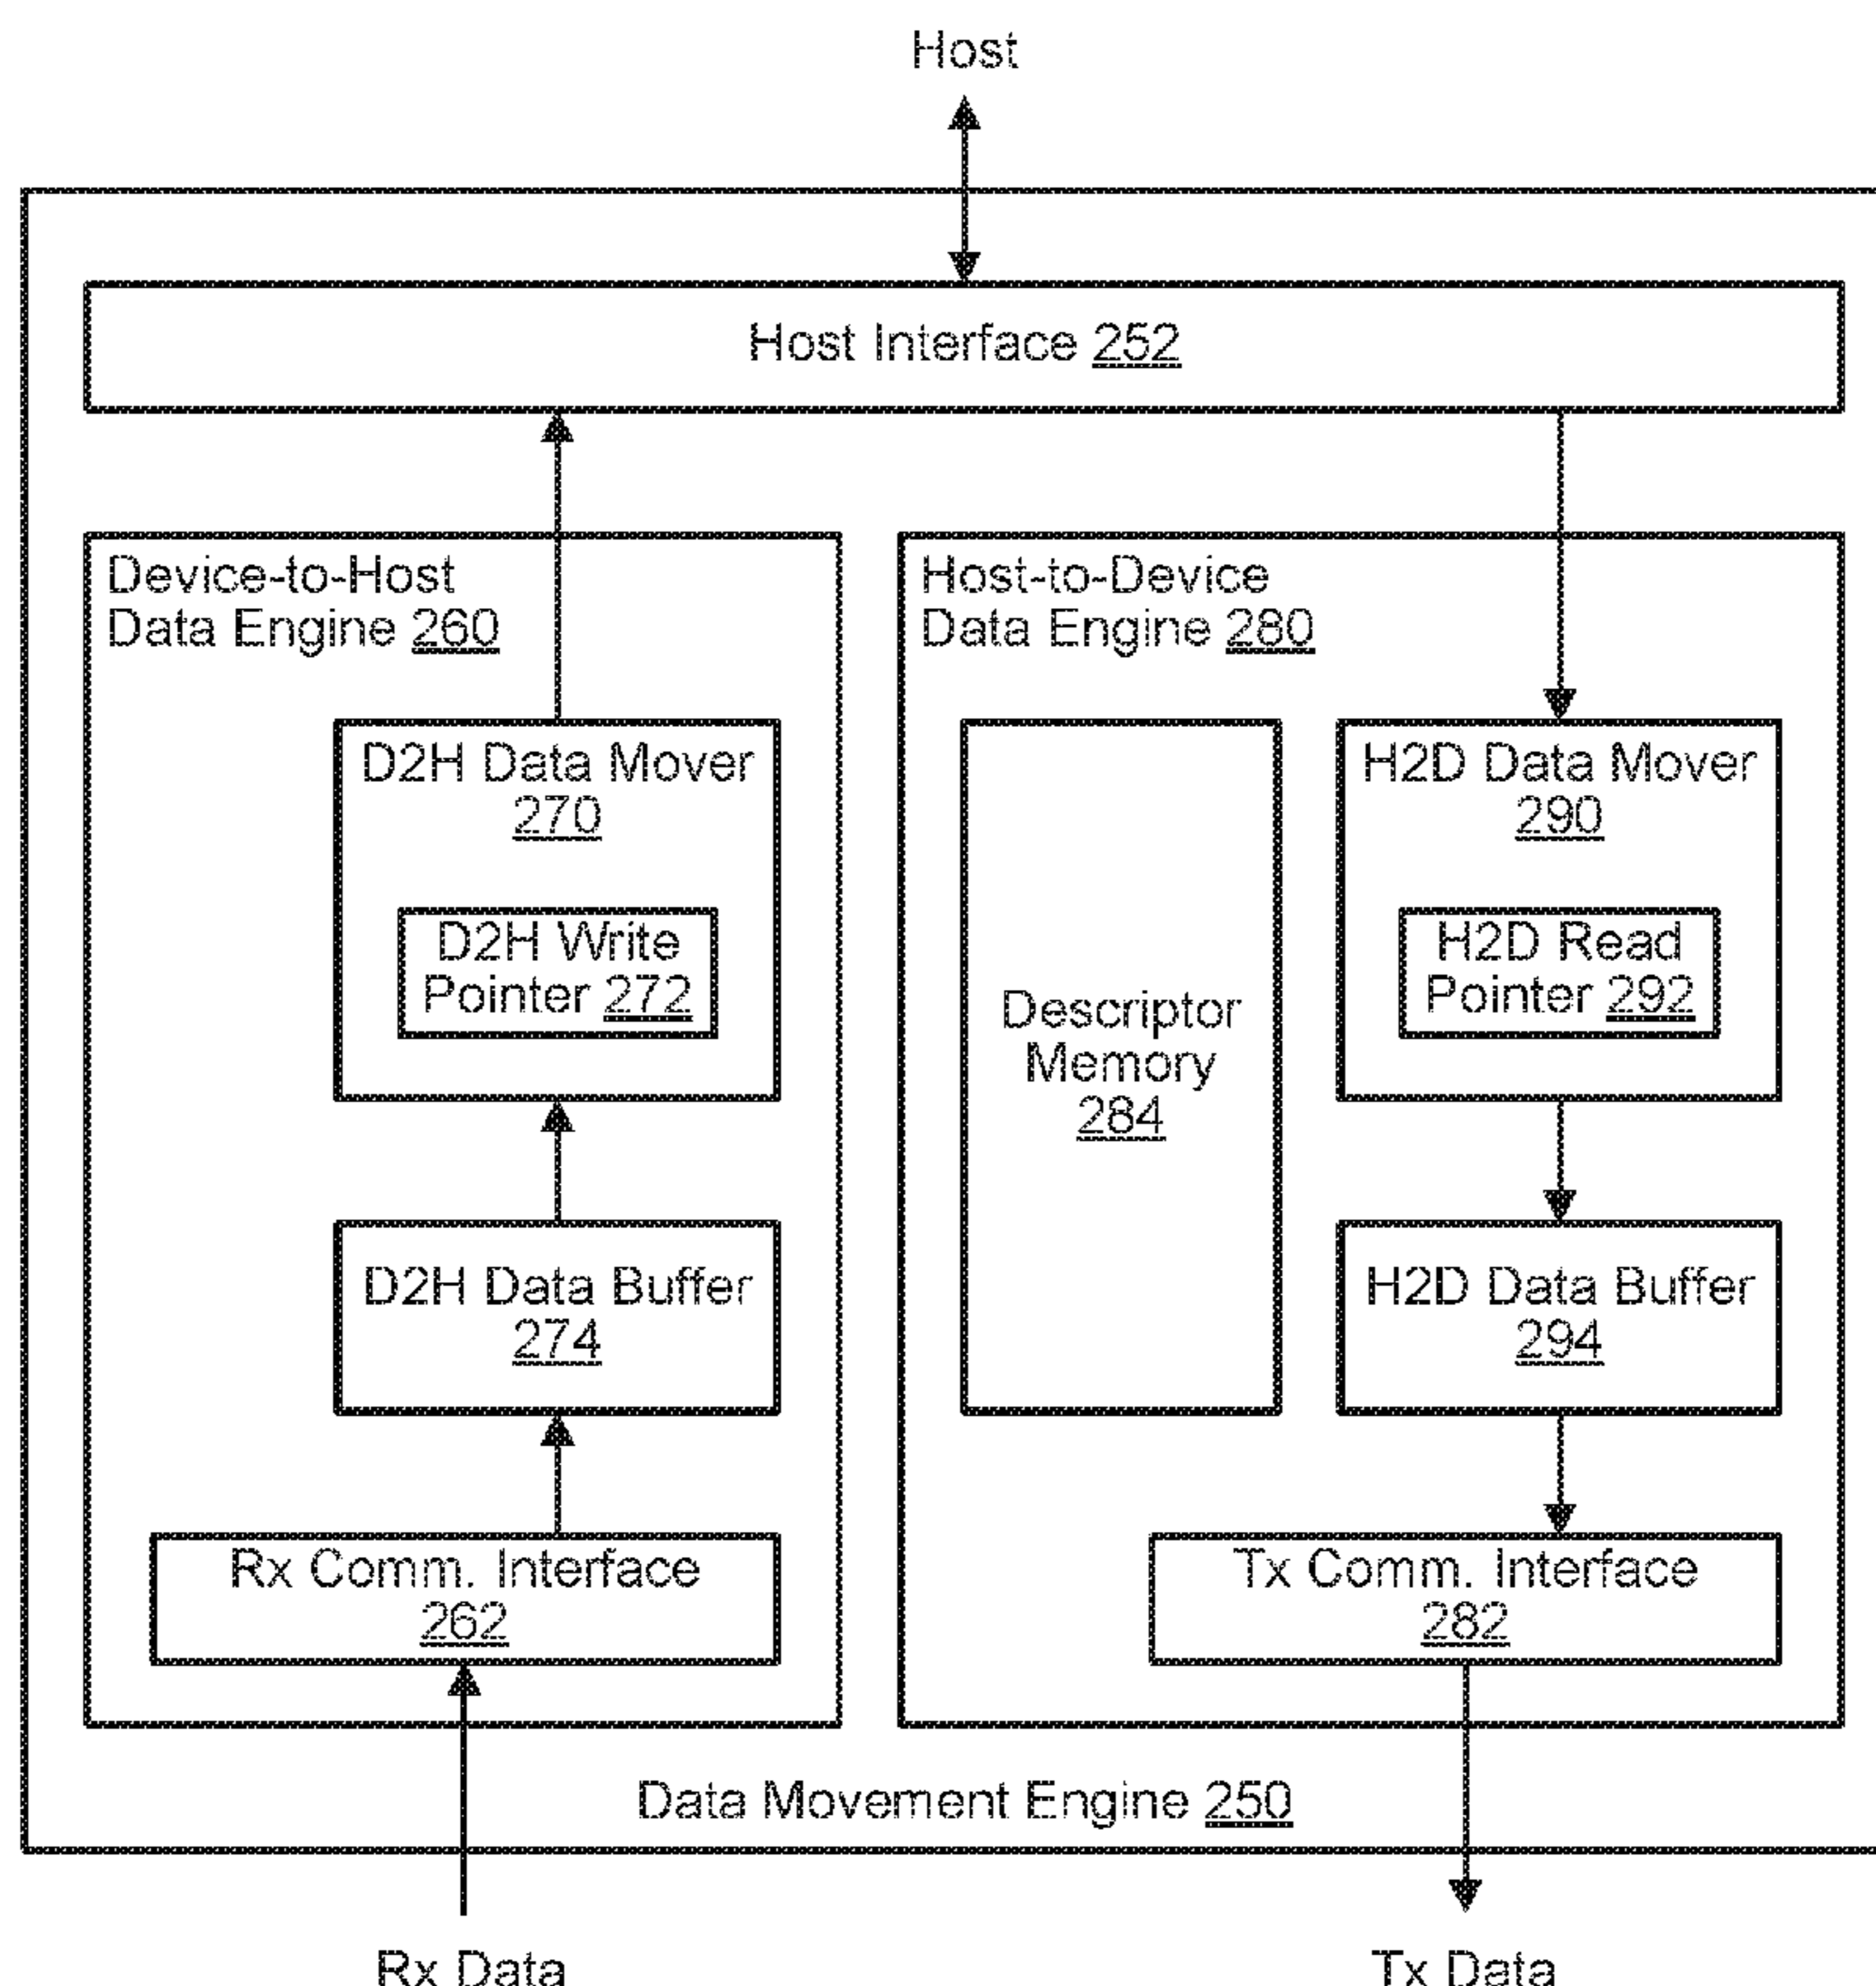 Host
Host Interface 252
Device-to-Host
Data Engine 260
D2H Data Mover
270
D2H Write
Pointer 272
D2H Data Buffer
274
Rx Comm. Interface
262
Host-to-Device
Data Engine 280
Descriptor
Memory
284
H2D Data Mover
290
H2D Read
Pointer 292
H2D Data Buffer
294
Tx Comm. Interface
282
Data Movement Engine 250
Rx Data
Tx Data